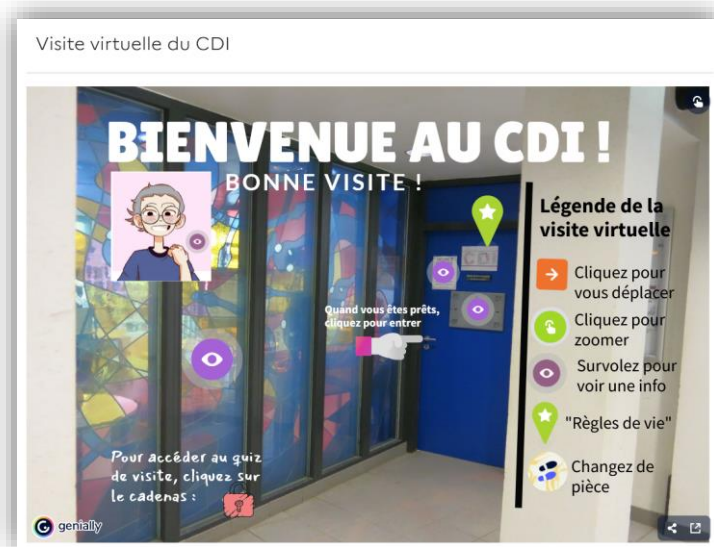 Visite virtuelle du CDI
BIENVENUE AU CDI !
BONNE VISITE !
CDI
Quand vous êtes prêts,
cliquez pour entrer
Légende de la
visite virtuelle
Cliquez pour
vous déplacer
Cliquez pour
zoomer
Survolez pour
voir une info
"Règles de vie"
Changez de
pièce
Pour accéder au quiz
de visite, cliquez sur
le cadenas :
genially